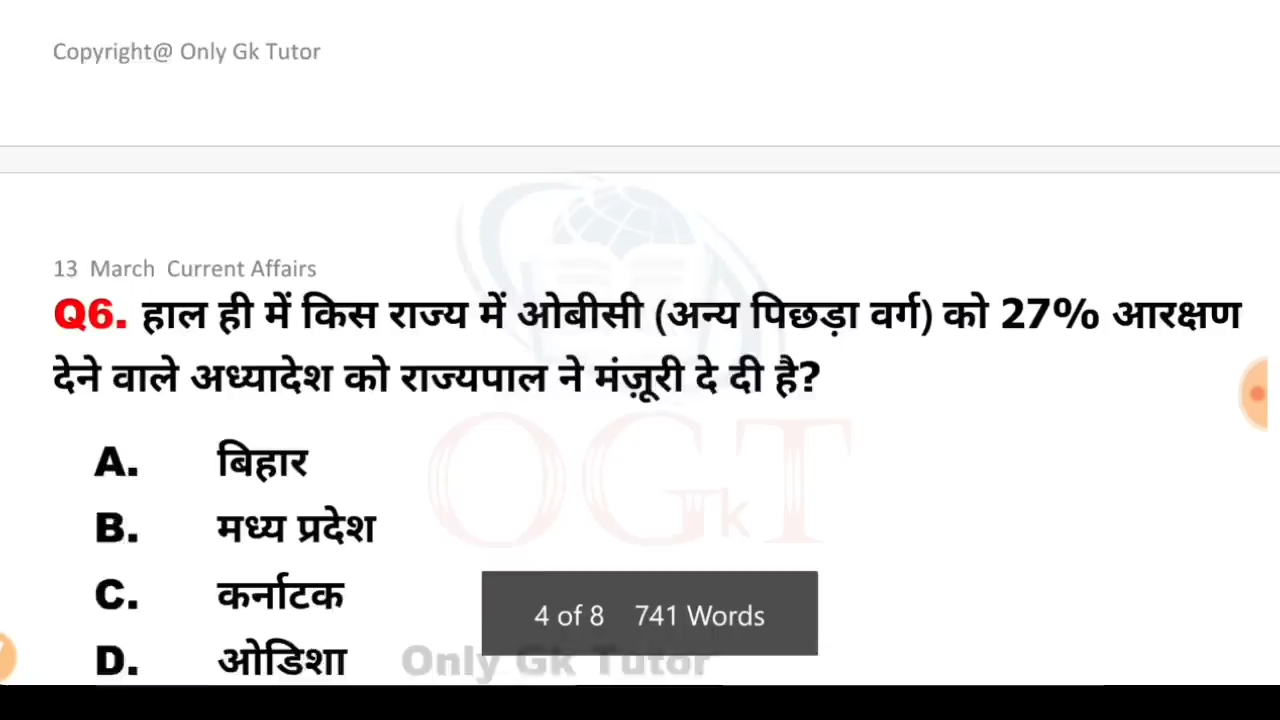 Copyright@ Only Gk Tutor
13 March Current Affairs
Q6. हाल ही में किस राज्य में ओबीसी (अन्य पिछड़ा वर्ग) को 27% आरक्षण
देने वाले अध्यादेश को राज्यपाल ने मंज़ूरी दे दी है?
OGT
k
A. बिहार
B. मध्य प्रदेश
C. कर्नाटक
4 of 8 741 Words
D. ओडिशा
Only Gk Tutor